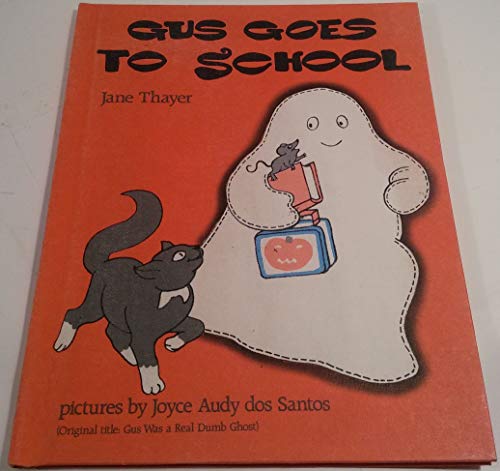 GUS GOES
TO SCHOOL
Jane Thayer
pictures by Joyce Audy dos Santos
(Original title: Gus Was a Real Dumb Ghost)